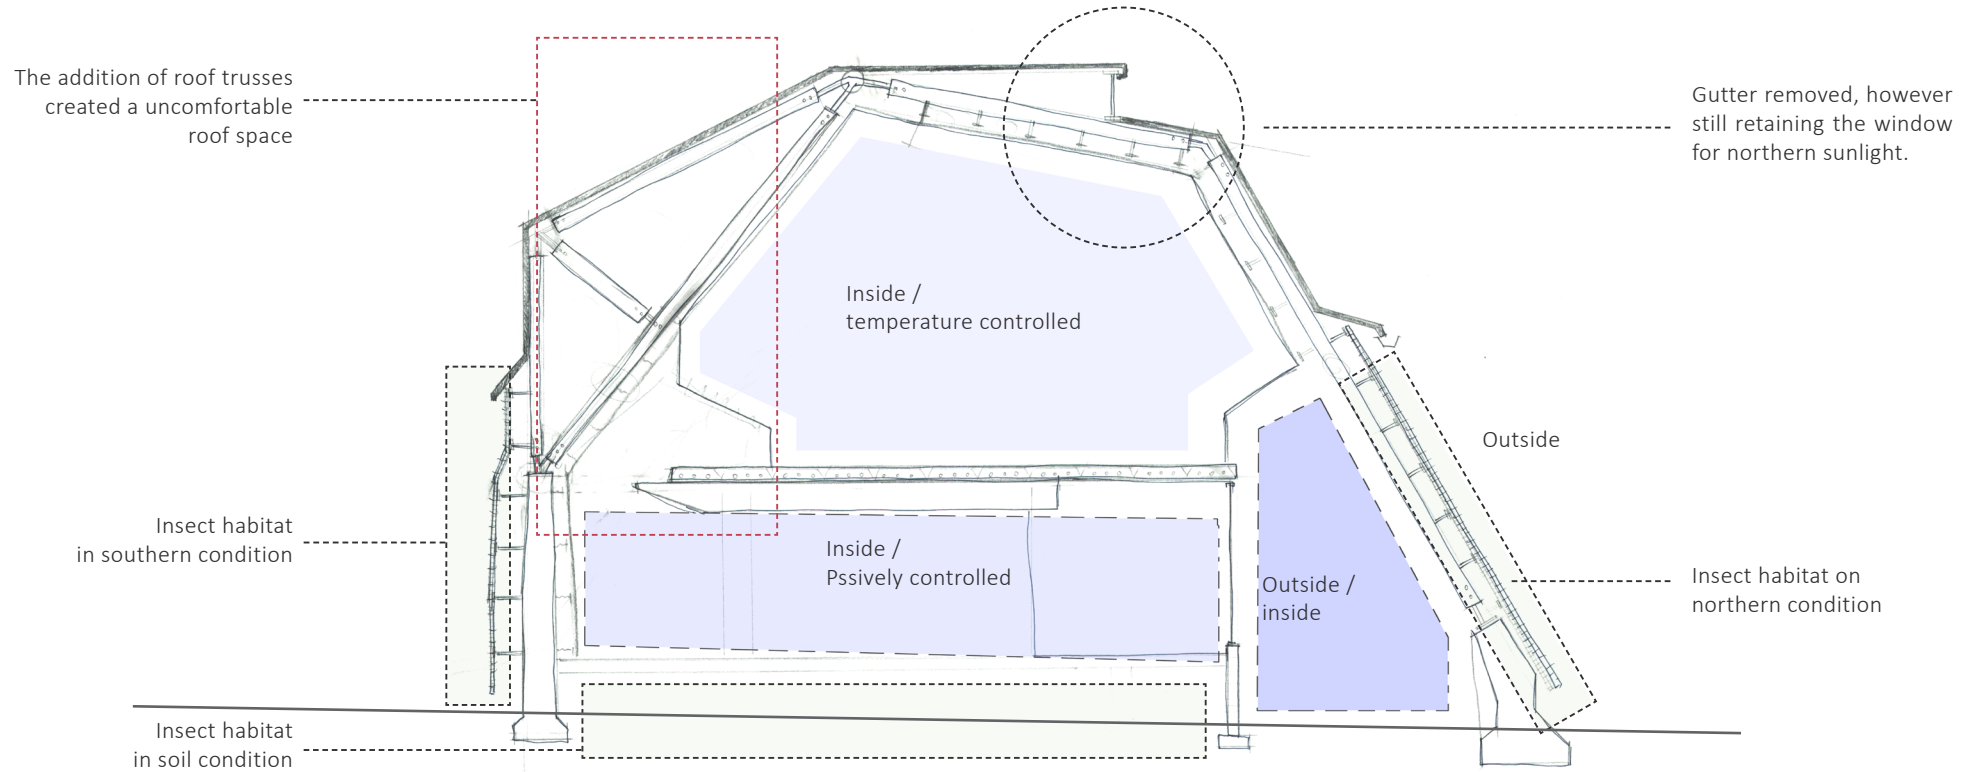 The addition of roof trusses
created a uncomfortable
roof space
Gutter removed, however
still retaining the window
for northern sunlight.
Inside /
temperature controlled
Outside
Insect habitat
in southern condition
Inside /
Pssively controlled
Outside /
inside
Insect habitat on
northern condition
Insect habitat
in soil condition